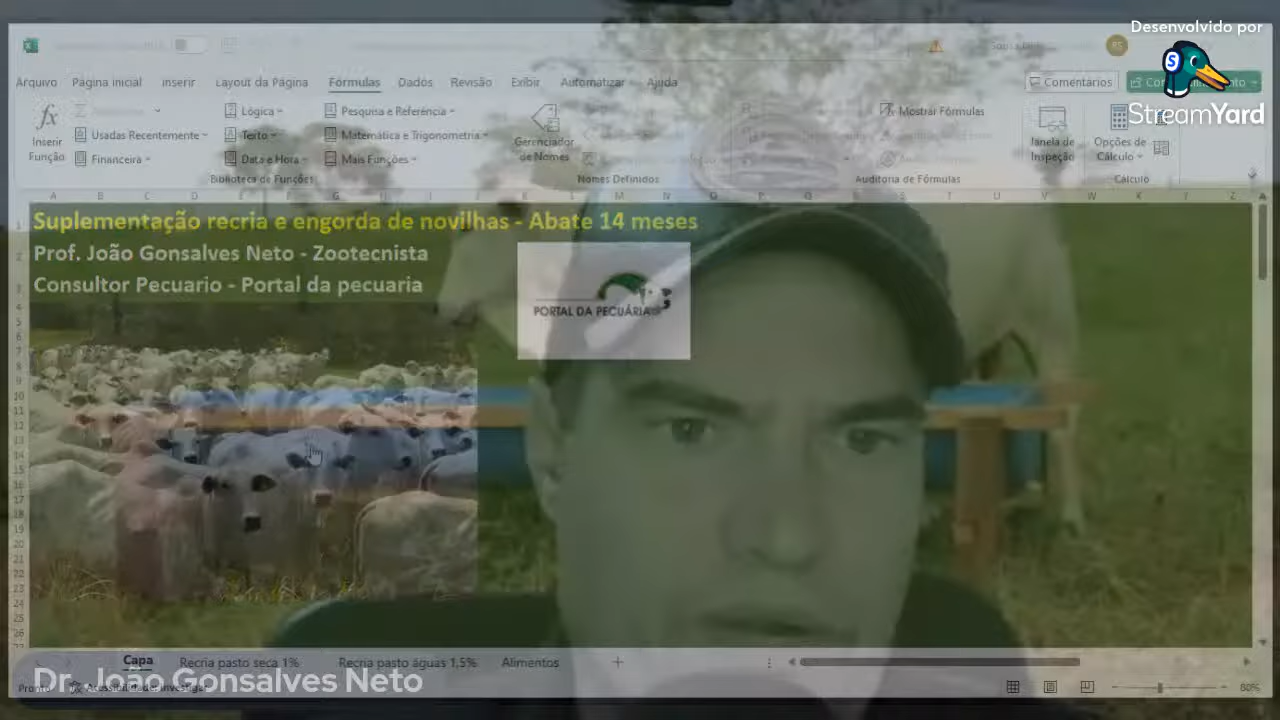 Desenvolvido por
StreamYard
Arquivo Página inicial Inserir Layout da Página Fórmulas Dados Revisão Exibir Automatizar Ajuda
Comentários
Lógica Pesquisa e Referência Mostrar Fórmulas
Inserir Função Usadas Recentemente Texto Matemática e Trigonometria Gerenciador de Nomes Janela de Inspeção Opções de Cálculo
Financeira Data e Hora Mais Funções
Biblioteca de Funções Nomes Definidos Auditoria de Fórmulas Cálculo
Suplementação recria e engorda de novilhas - Abate 14 meses
Prof. João Gonsalves Neto - Zootecnista
Consultor Pecuario - Portal da pecuaria
PORTAL DA PECUÁRIA
Capa Recria pasto seca 1% Recria pasto águas 1,5% Alimentos
Dr. João Gonsalves Neto
80%